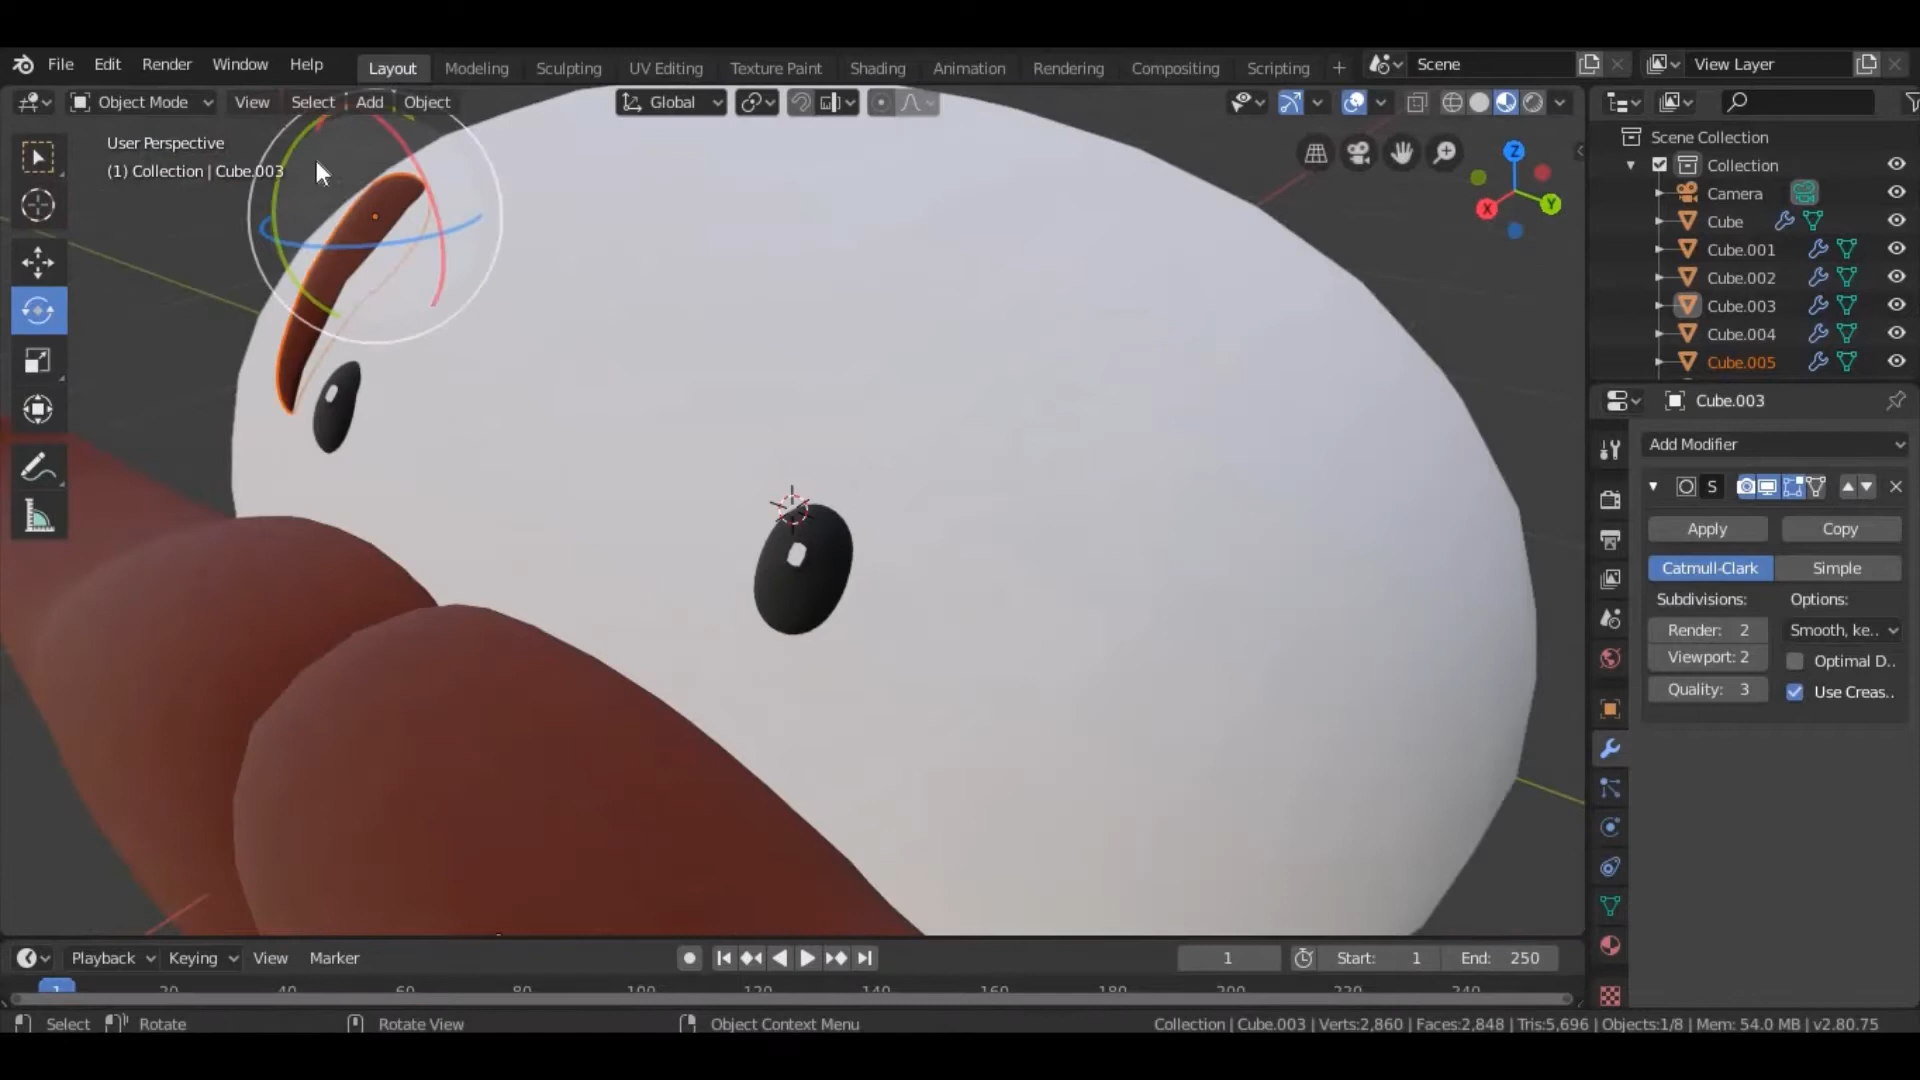 File Edit Render Window Help Layout Modeling Sculpting UV Editing Texture Paint Shading Animation Rendering Compositing Scripting + Scene View Layer
Object Mode View Select Add Object Global
User Perspective
(1) Collection | Cube.003
Z
Y
X
Scene Collection
Collection
Camera
Cube
Cube.001
Cube.002
Cube.003
Cube.004
Cube.005
Cube.003
Add Modifier
S
Apply Copy
Catmull-Clark Simple
Subdivisions: Options:
Render: 2 Smooth, ke..
Viewport: 2 Optimal D..
Quality: 3 Use Creas..
Playback Keying View Marker 1 Start: 1 End: 250
1 20 40 60 80 100 120 140 160 180 200 220 240
Select Rotate Rotate View Object Context Menu Collection | Cube.003 | Verts:2,860 | Faces:2,848 | Tris:5,696 | Objects:1/8 | Mem: 54.0 MB | v2.80.75